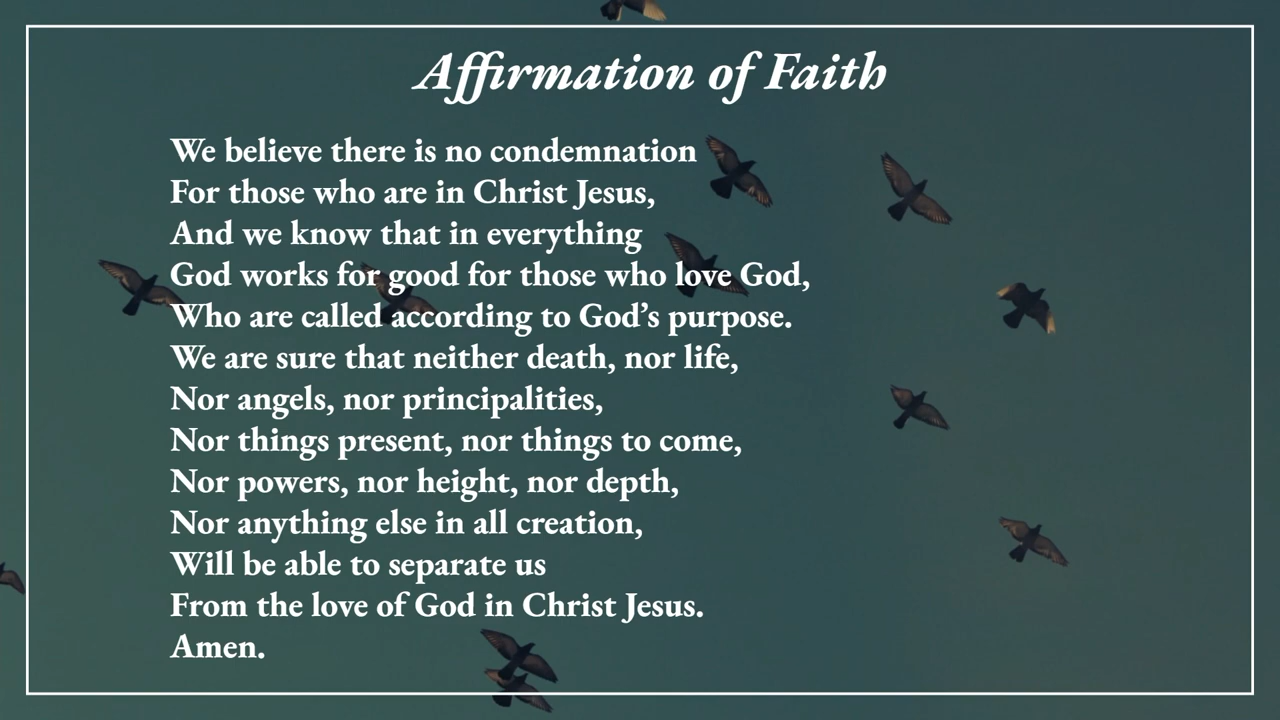 Affirmation of Faith
We believe there is no condemnation
For those who are in Christ Jesus,
And we know that in everything
God works for good for those who love God,
Who are called according to God’s purpose.
We are sure that neither death, nor life,
Nor angels, nor principalities,
Nor things present, nor things to come,
Nor powers, nor height, nor depth,
Nor anything else in all creation,
Will be able to separate us
From the love of God in Christ Jesus.
Amen.